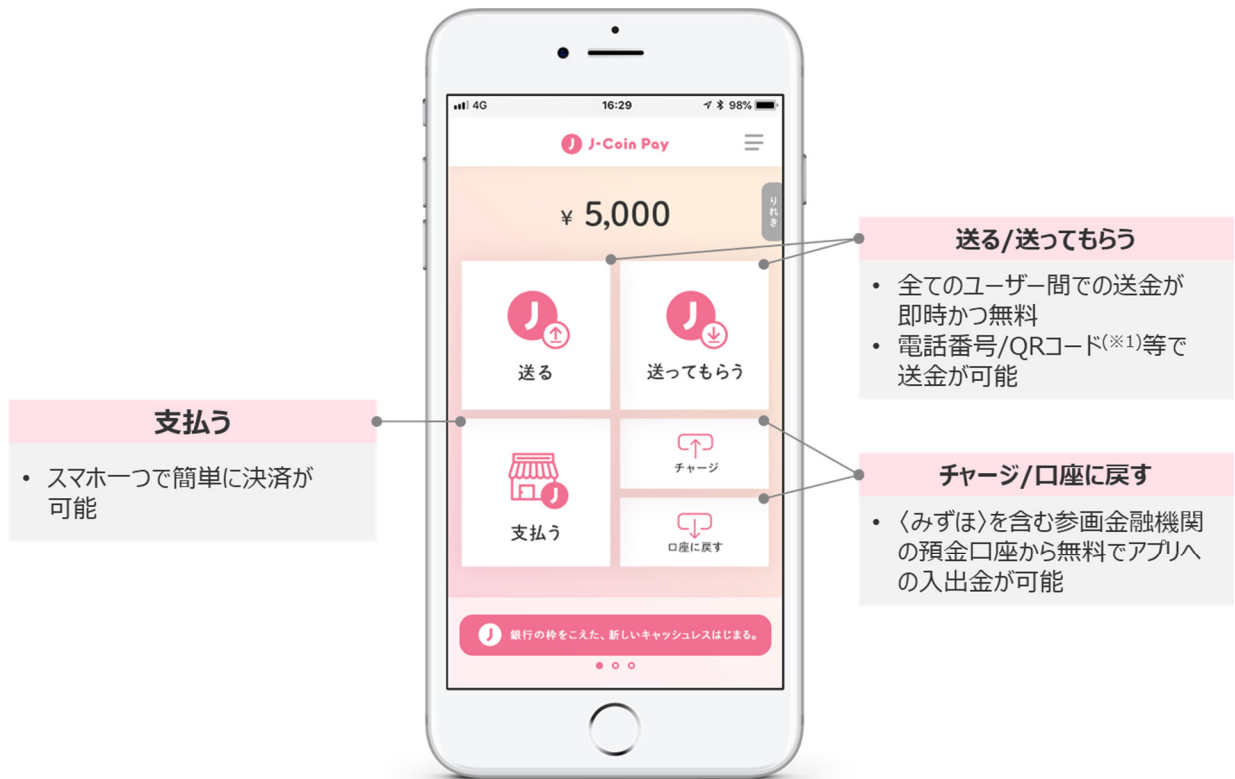 4G 16:29 98%
J-Coin Pay
¥ 5,000
りれき
送る
送ってもらう
支払う
チャージ
口座に戻す
銀行の枠をこえた、新しいキャッシュレスはじまる。
支払う
• スマホ一つで簡単に決済が
可能
送る/送ってもらう
• 全てのユーザー間での送金が
即時かつ無料
• 電話番号/QRコード(※1)等で
送金が可能
チャージ/口座に戻す
• 〈みずほ〉を含む参画金融機関
の預金口座から無料でアプリへ
の入出金が可能